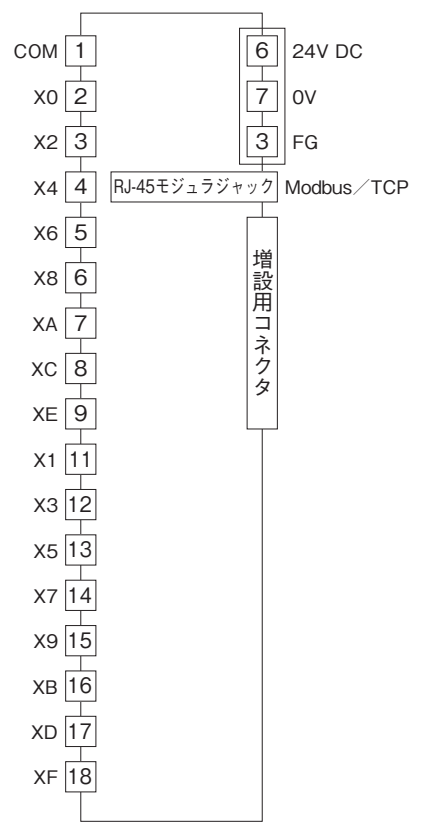 COM 1 6 24V DC
X0 2 7 0V
X2 3 3 FG
X4 4 RJ-45モジュラジャック Modbus／TCP
X6 5
X8 6
XA 7
XC 8
XE 9
増設用コネクタ
X1 11
X3 12
X5 13
X7 14
X9 15
XB 16
XD 17
XF 18